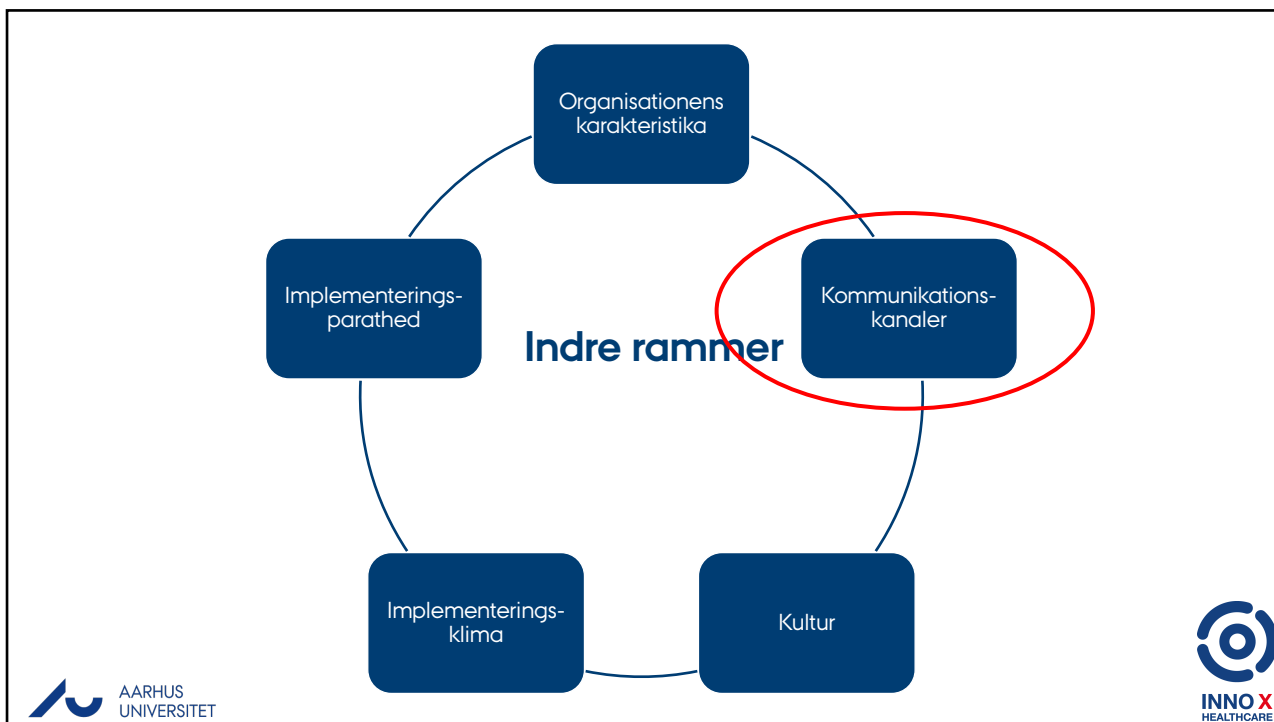 Organisationens
karakteristika
Implementerings-
parathed
Kommunikations-
kanaler
Indre rammer
Implementerings-
klima
Kultur
AARHUS
UNIVERSITET
INNO X
HEALTHCARE